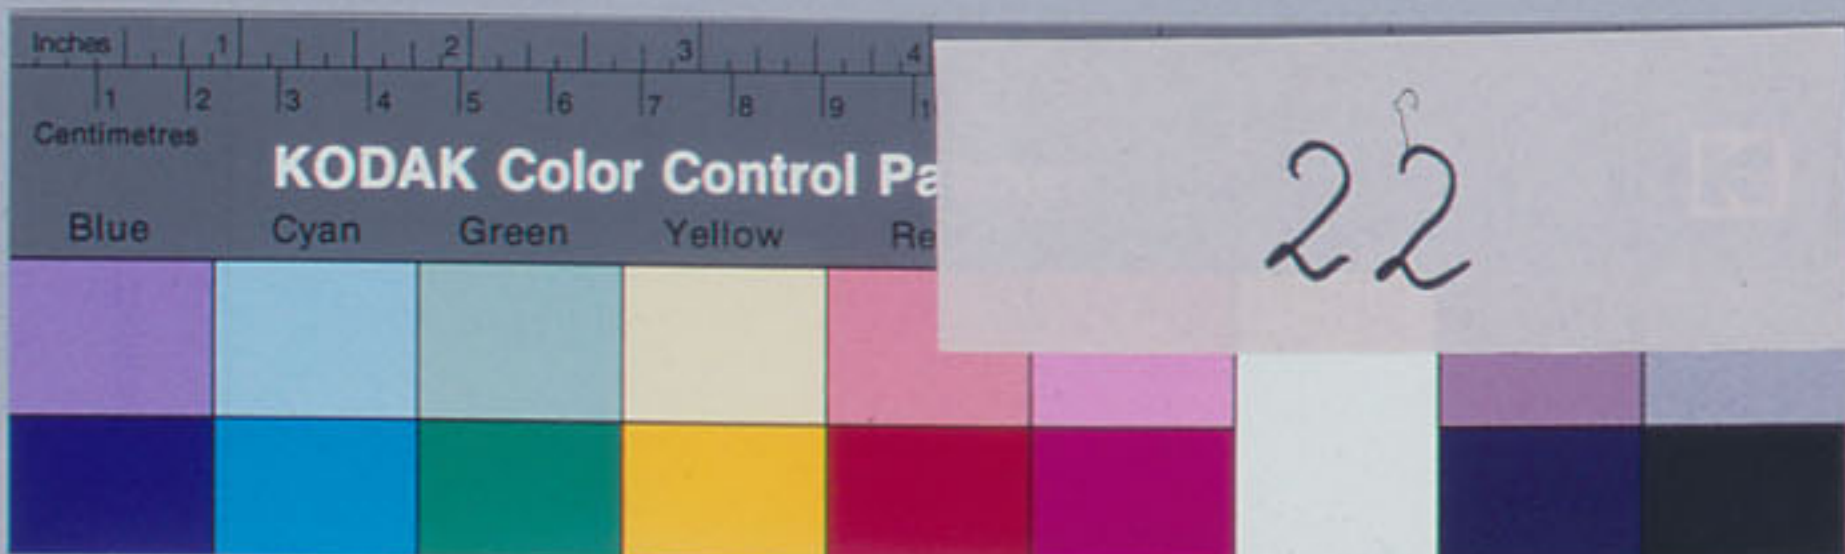 Inches 1 2 3 4
1 2 3 4 5 6 7 8 9 1
Centimetres
KODAK Color Control Pa
Blue Cyan Green Yellow Re
22